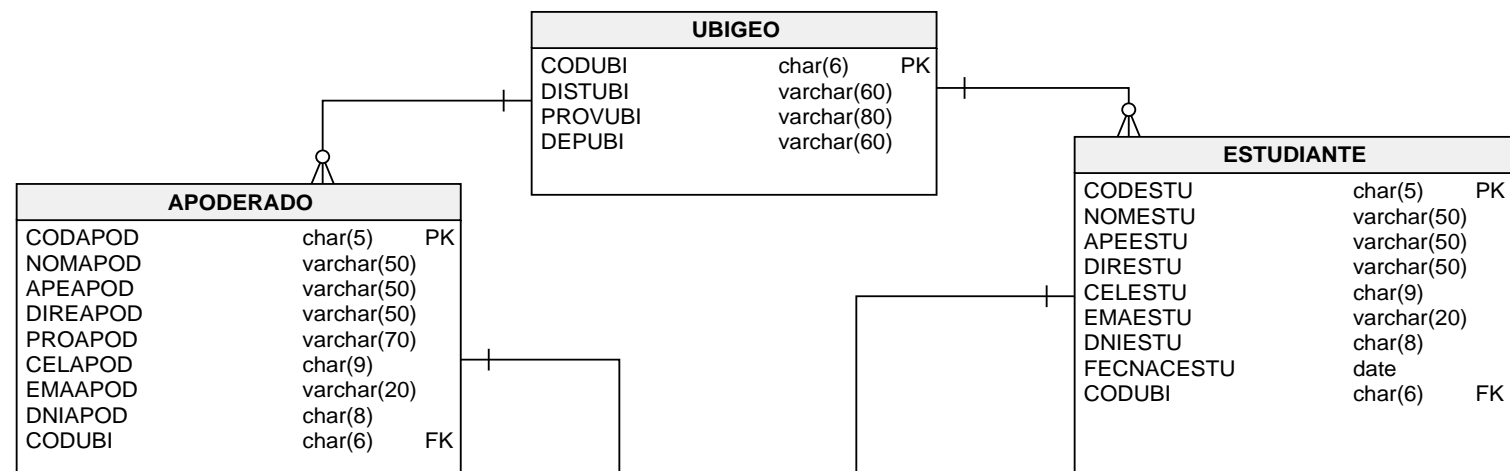 UBIGEO
CODUBI char(6) PK
DISTUBI varchar(60)
PROVUBI varchar(80)
DEPUBI varchar(60)
APODERADO
CODAPOD char(5) PK
NOMAPOD varchar(50)
APEAPOD varchar(50)
DIREAPOD varchar(50)
PROAPOD varchar(70)
CELAPOD char(9)
EMAAPOD varchar(20)
DNIAPOD char(8)
CODUBI char(6) FK
ESTUDIANTE
CODESTU char(5) PK
NOMESTU varchar(50)
APEESTU varchar(50)
DIRESTU varchar(50)
CELESTU char(9)
EMAESTU varchar(20)
DNIESTU char(8)
FECNACESTU date
CODUBI char(6) FK